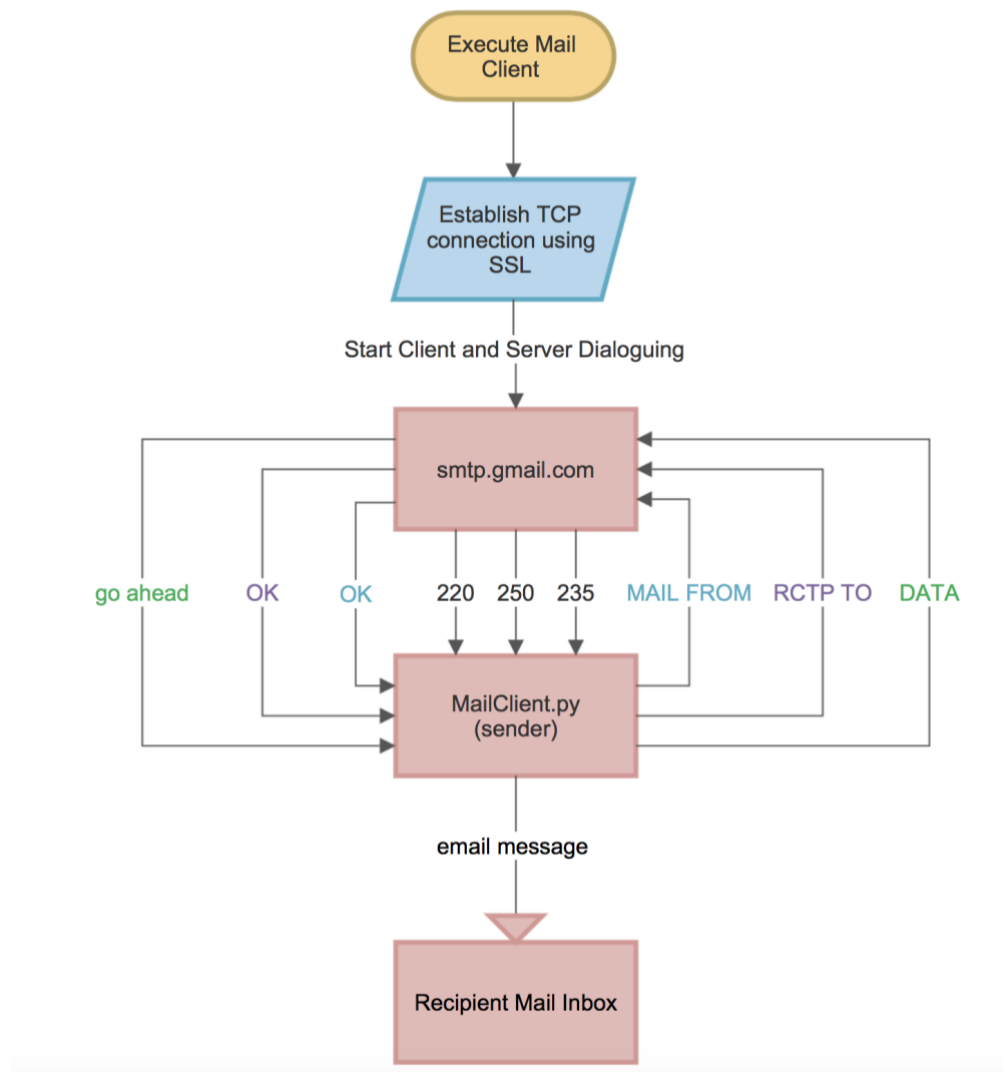 Execute Mail
Client
Establish TCP
connection using
SSL
Start Client and Server Dialoguing
smtp.gmail.com
go ahead OK OK 220 250 235 MAIL FROM RCTP TO DATA
MailClient.py
(sender)
email message
Recipient Mail Inbox